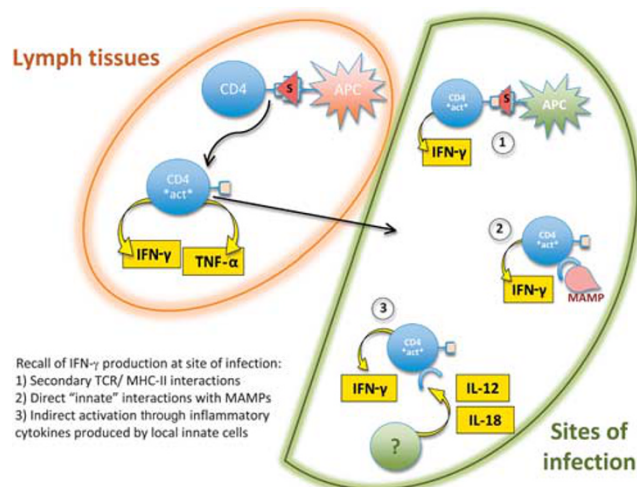 Lymph tissues
CD4
S
APC
CD4
*act*
IFN-γ
TNF-α
CD4
*act*
S
APC
IFN-γ
1
2
CD4
*act*
IFN-γ
MAMP
3
CD4
*act*
IFN-γ
IL-12
IL-18
?
Recall of IFN-γ production at site of infection:
1) Secondary TCR/ MHC-II interactions
2) Direct "innate" interactions with MAMPs
3) Indirect activation through inflammatory
cytokines produced by local innate cells
Sites of
infection